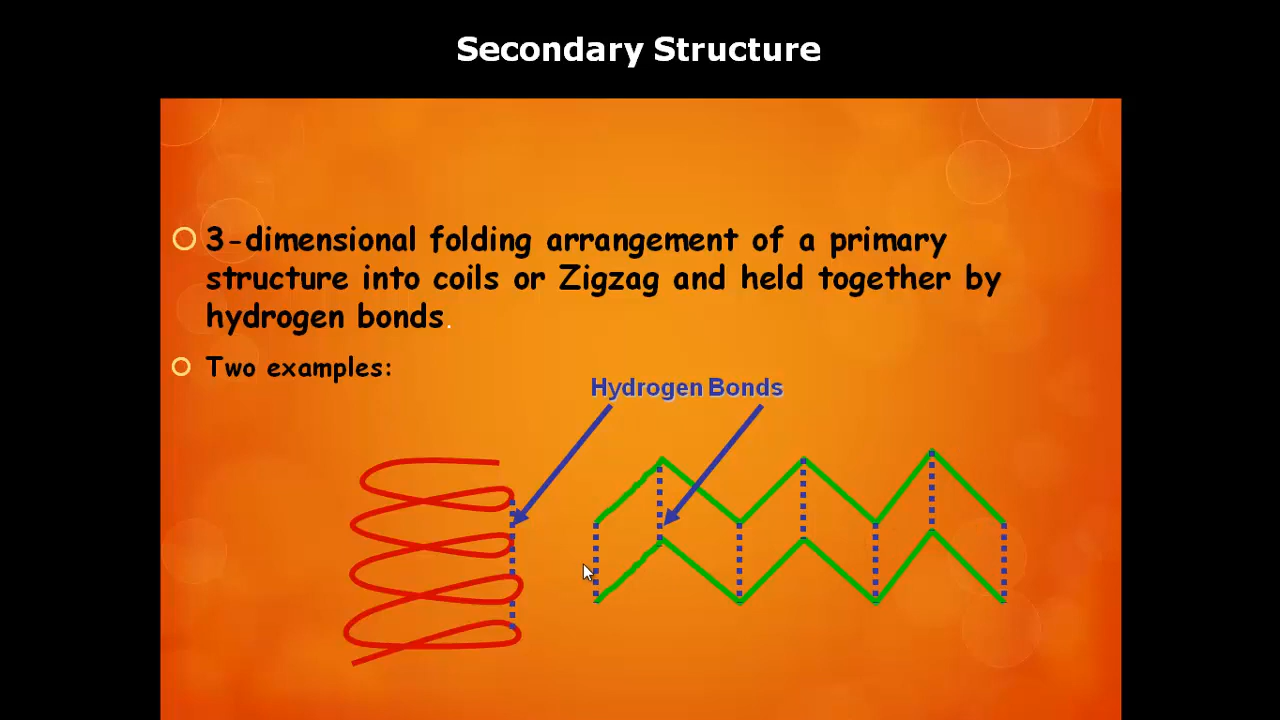 Secondary Structure
3-dimensional folding arrangement of a primary
structure into coils or Zigzag and held together by
hydrogen bonds.
Two examples:
Hydrogen Bonds